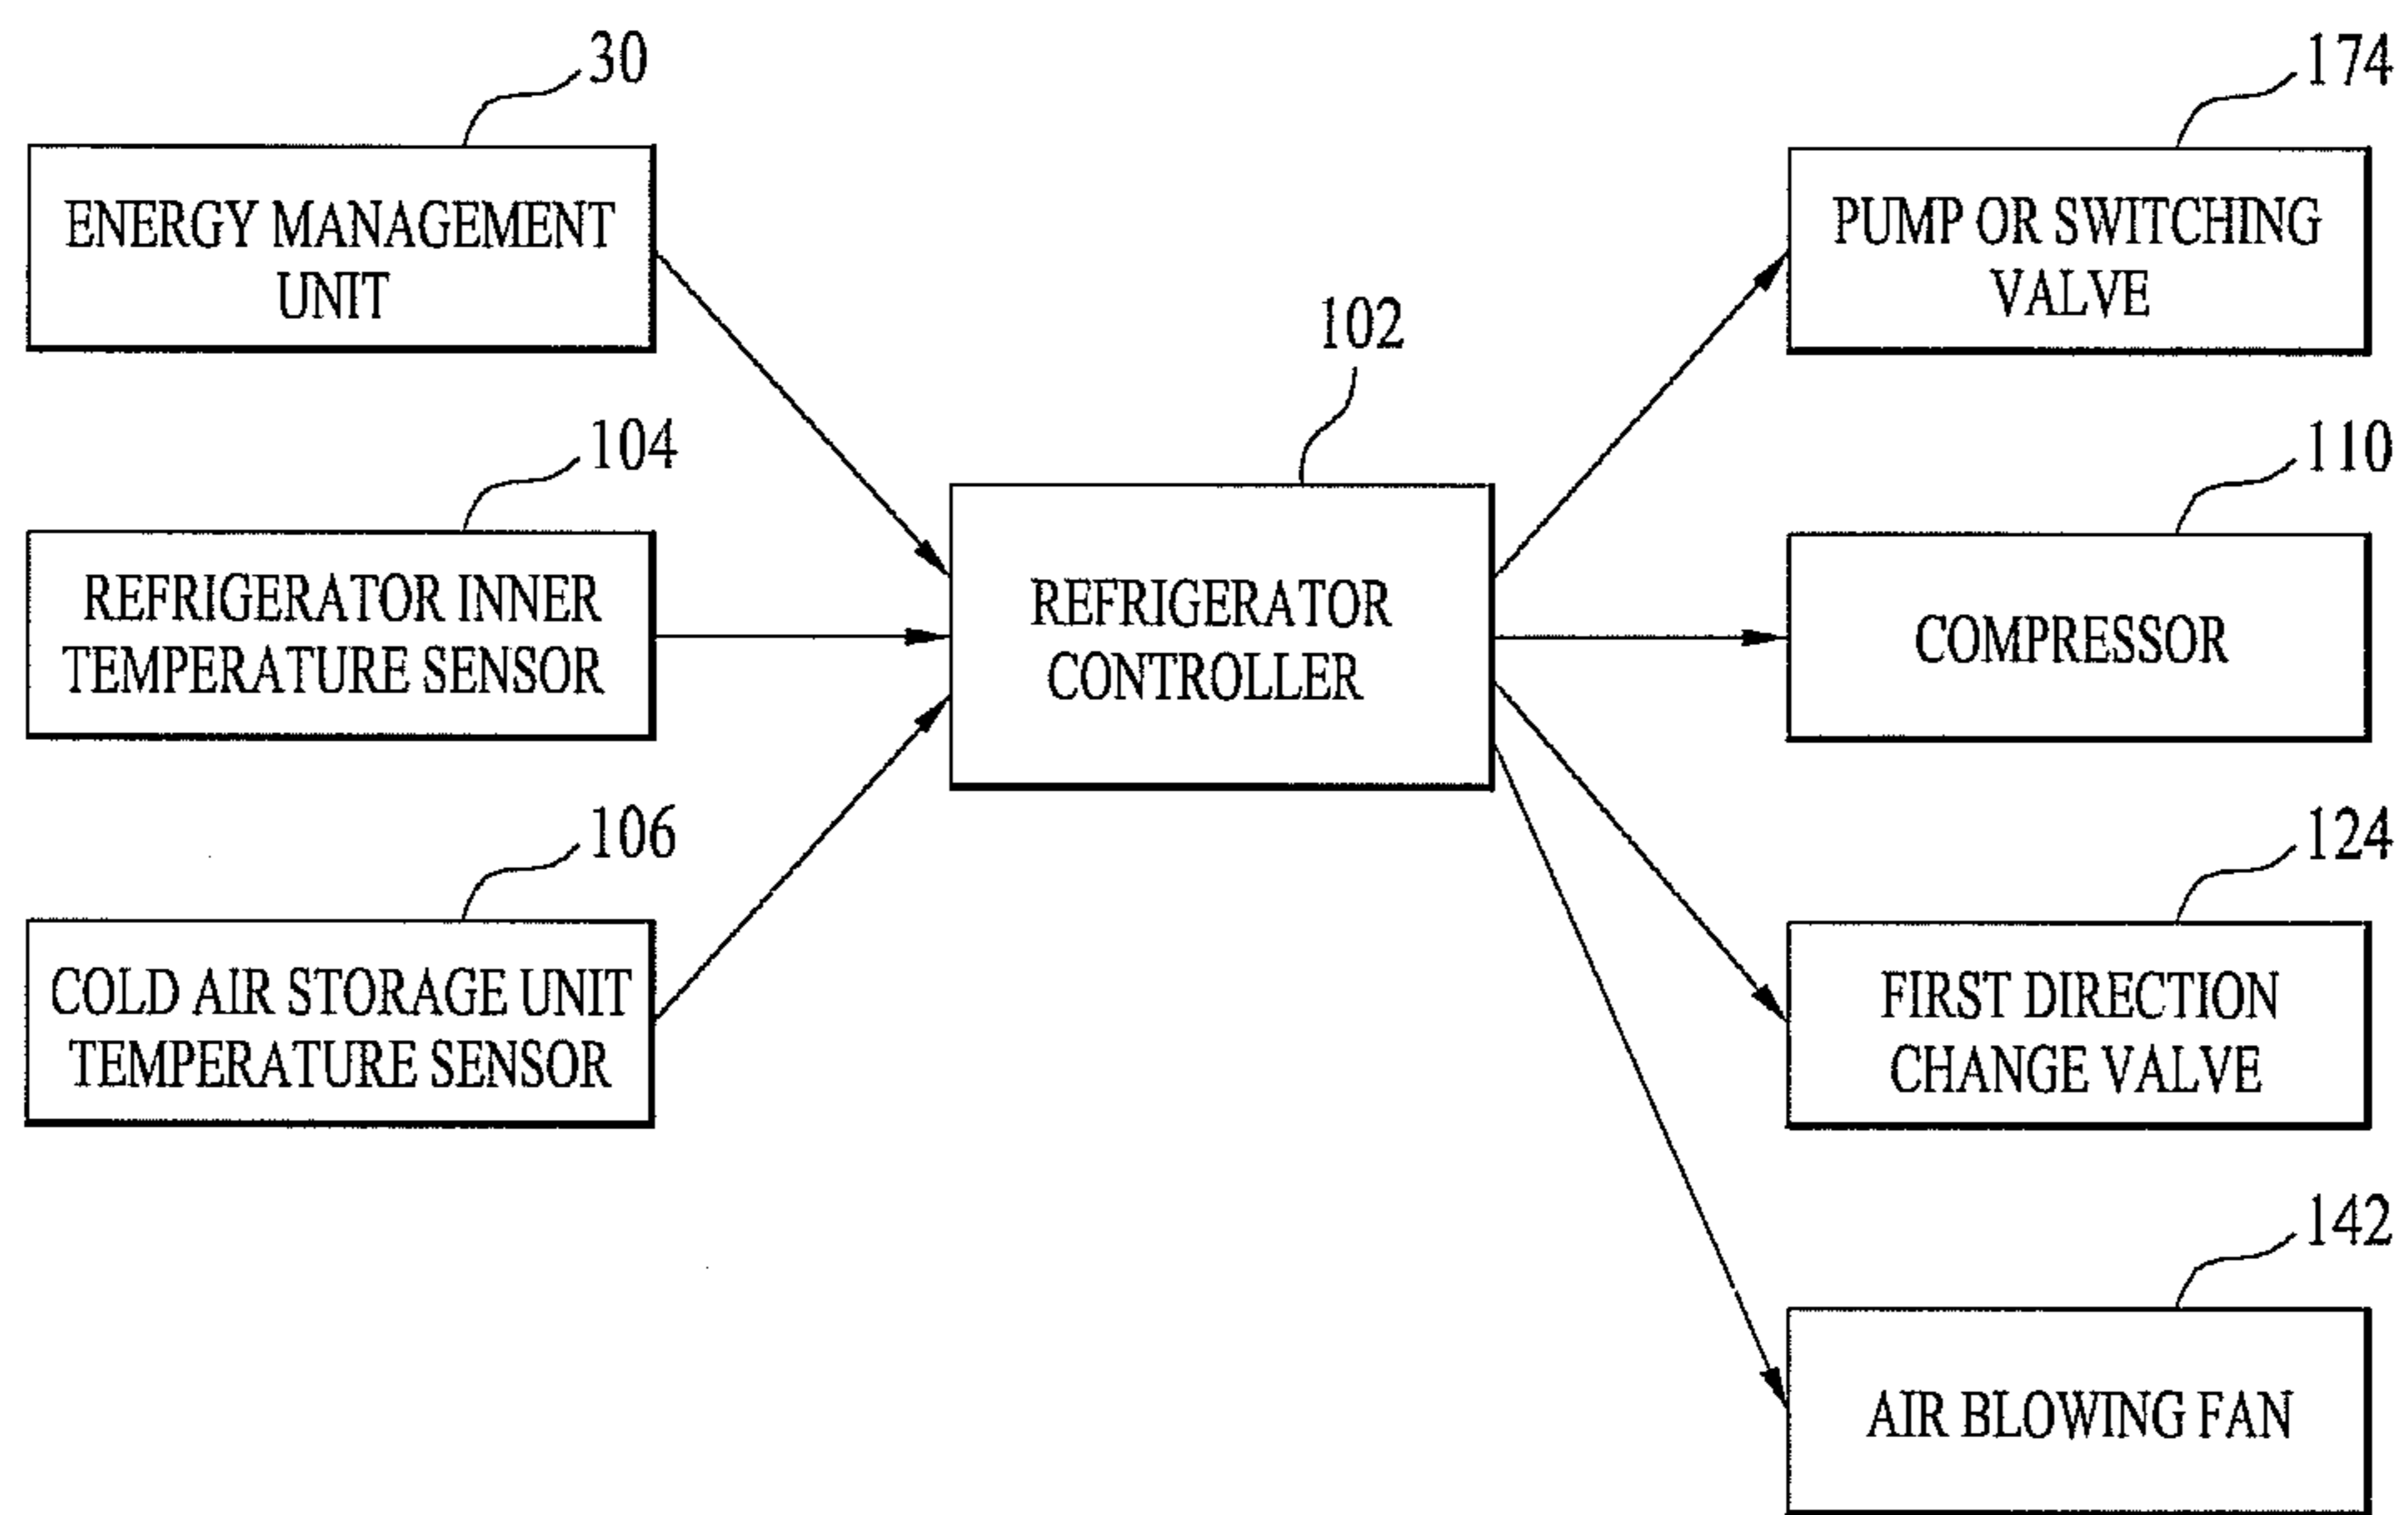 30
ENERGY MANAGEMENT
UNIT
104
REFRIGERATOR INNER
TEMPERATURE SENSOR
106
COLD AIR STORAGE UNIT
TEMPERATURE SENSOR
102
REFRIGERATOR
CONTROLLER
174
PUMP OR SWITCHING
VALVE
110
COMPRESSOR
124
FIRST DIRECTION
CHANGE VALVE
142
AIR BLOWING FAN